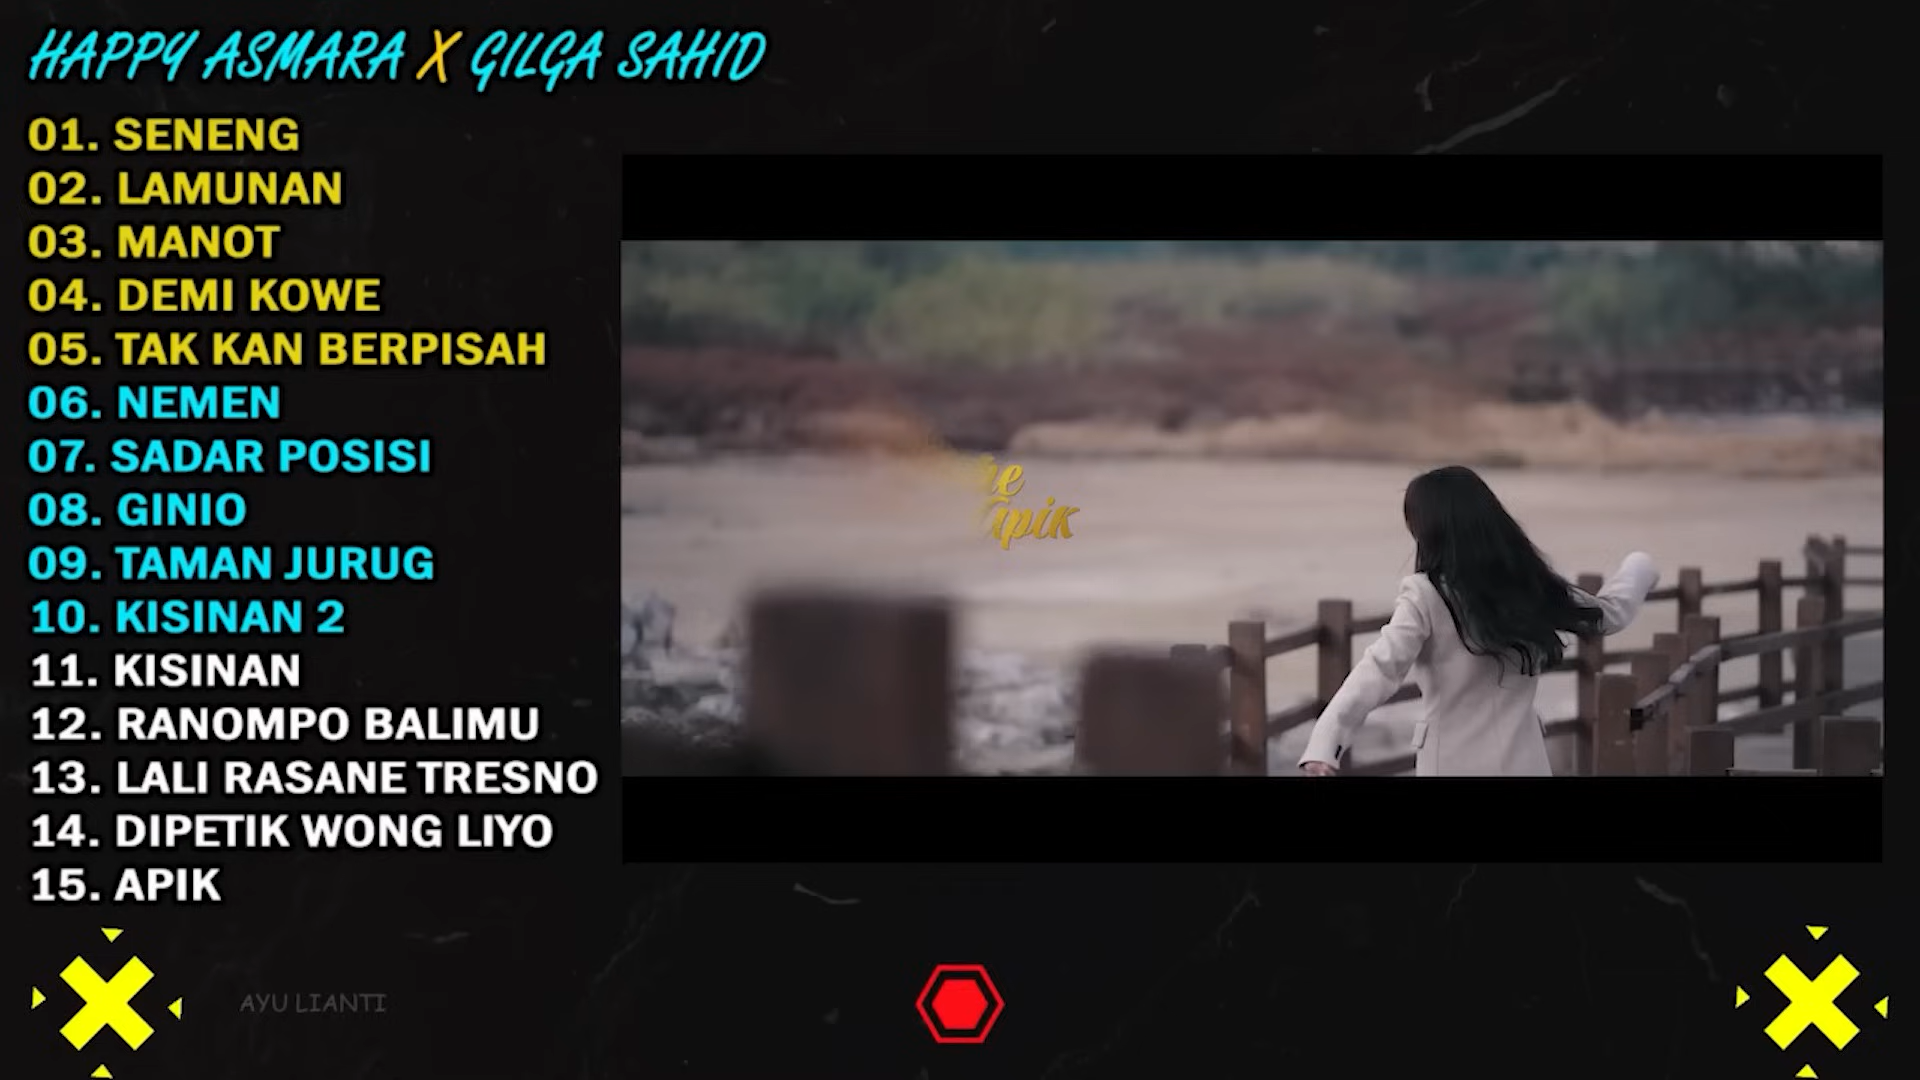 HAPPY ASMARA X GILGA SAHID
01. SENENG
02. LAMUNAN
03. MANOT
04. DEMI KOWE
05. TAK KAN BERPISAH
06. NEMEN
07. SADAR POSISI
08. GINIO
09. TAMAN JURUG
10. KISINAN 2
11. KISINAN
12. RANOMPO BALIMU
13. LALI RASANE TRESNO
14. DIPETIK WONG LIYO
15. APIK
AYU LIANTI